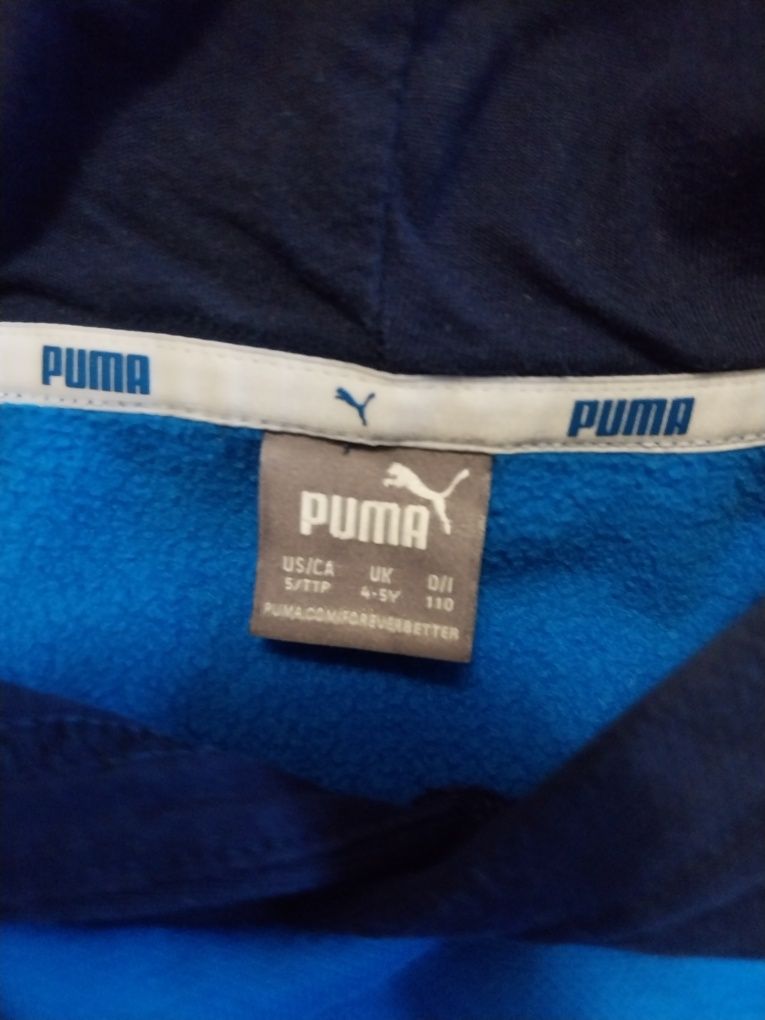 PUMA PUMA
PUMA
US/CA UK D/I
5/TTP 4-5Y 110
PUMA.COM/FOREVERBETTER